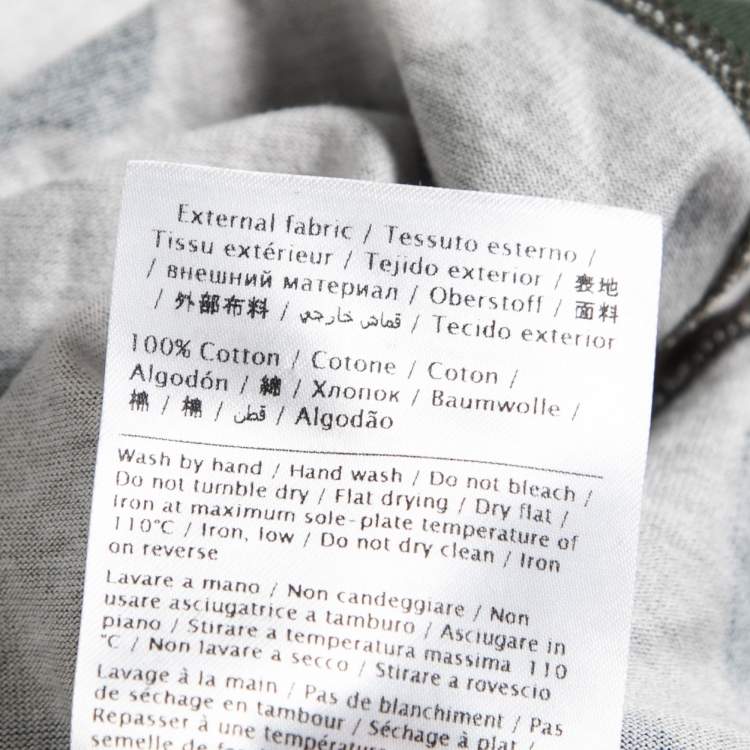 External fabric / Tessuto esterno /
Tissu extérieur / Tejido exterior / 表地
/ внешний материал / Oberstoff / 面料
/ 外部布料 / قماش خارجي / Tecido exterior
100% Cotton / Cotone / Coton /
Algodón / 綿 / Хлопок / Baumwolle /
棉 / 棉 / قطن / Algodão
Wash by hand / Hand wash / Do not bleach /
Do not tumble dry / Flat drying / Dry flat /
Iron at maximum sole-plate temperature of
110°C / Iron, low / Do not dry clean / Iron
on reverse
Lavare a mano / Non candeggiare / Non
usare asciugatrice a tamburo / Asciugare in
piano / Stirare a temperatura massima 110
°C / Non lavare a secco / Stirare a rovescio
Lavage à la main / Pas de blanchiment / Pas
de séchage en tambour / Séchage à plat /
Repasser à une température
semelle de